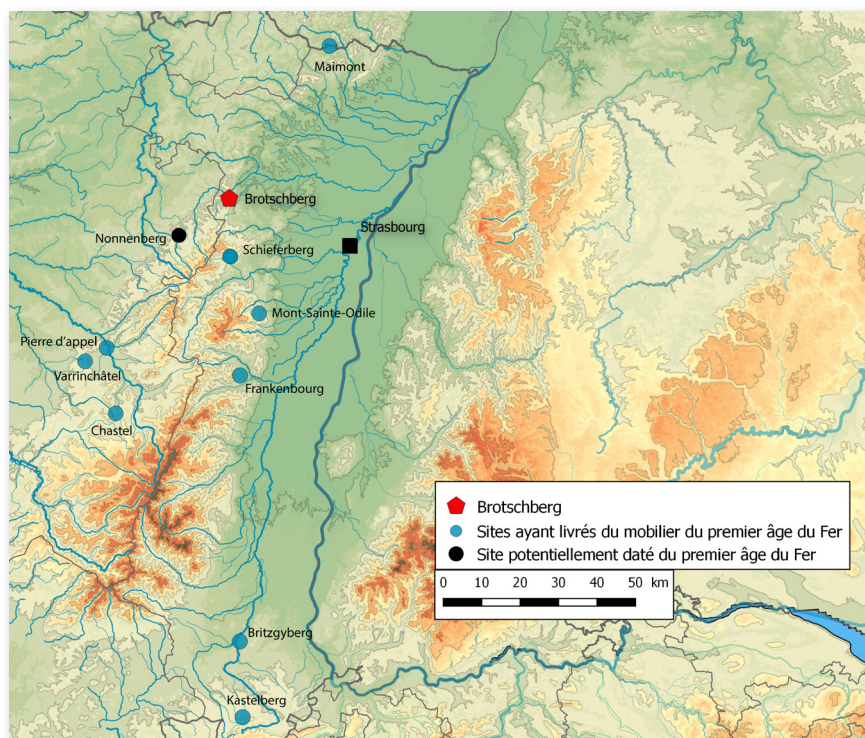 Maimont
Brotschberg
Strasbourg
Nonnenberg
Schieferberg
Mont-Sainte-Odile
Pierre d'appel
Varrinchâtel
Frankenbourg
Chastel
Brotschberg
Sites ayant livrés du mobilier du premier âge du Fer
Site potentiellement daté du premier âge du Fer
0 10 20 30 40 50 km
Britzgyberg
Kastelberg